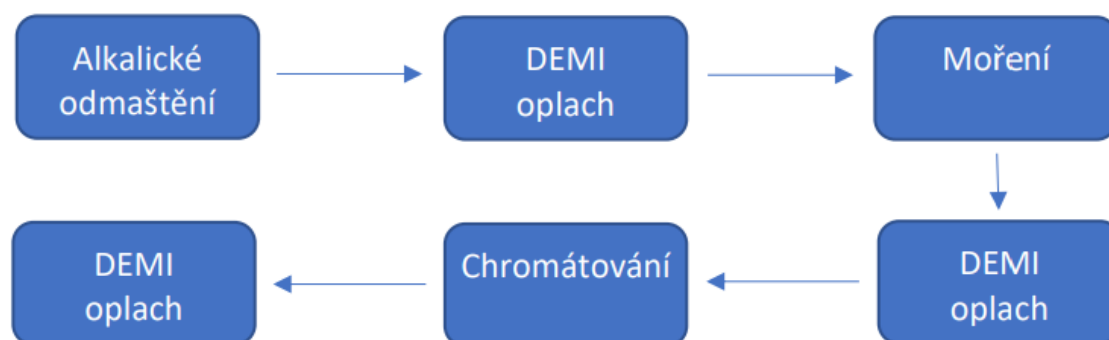 Alkalické
odmaštění
DEMI
oplach
Moření
DEMI
oplach
Chromátování
DEMI
oplach